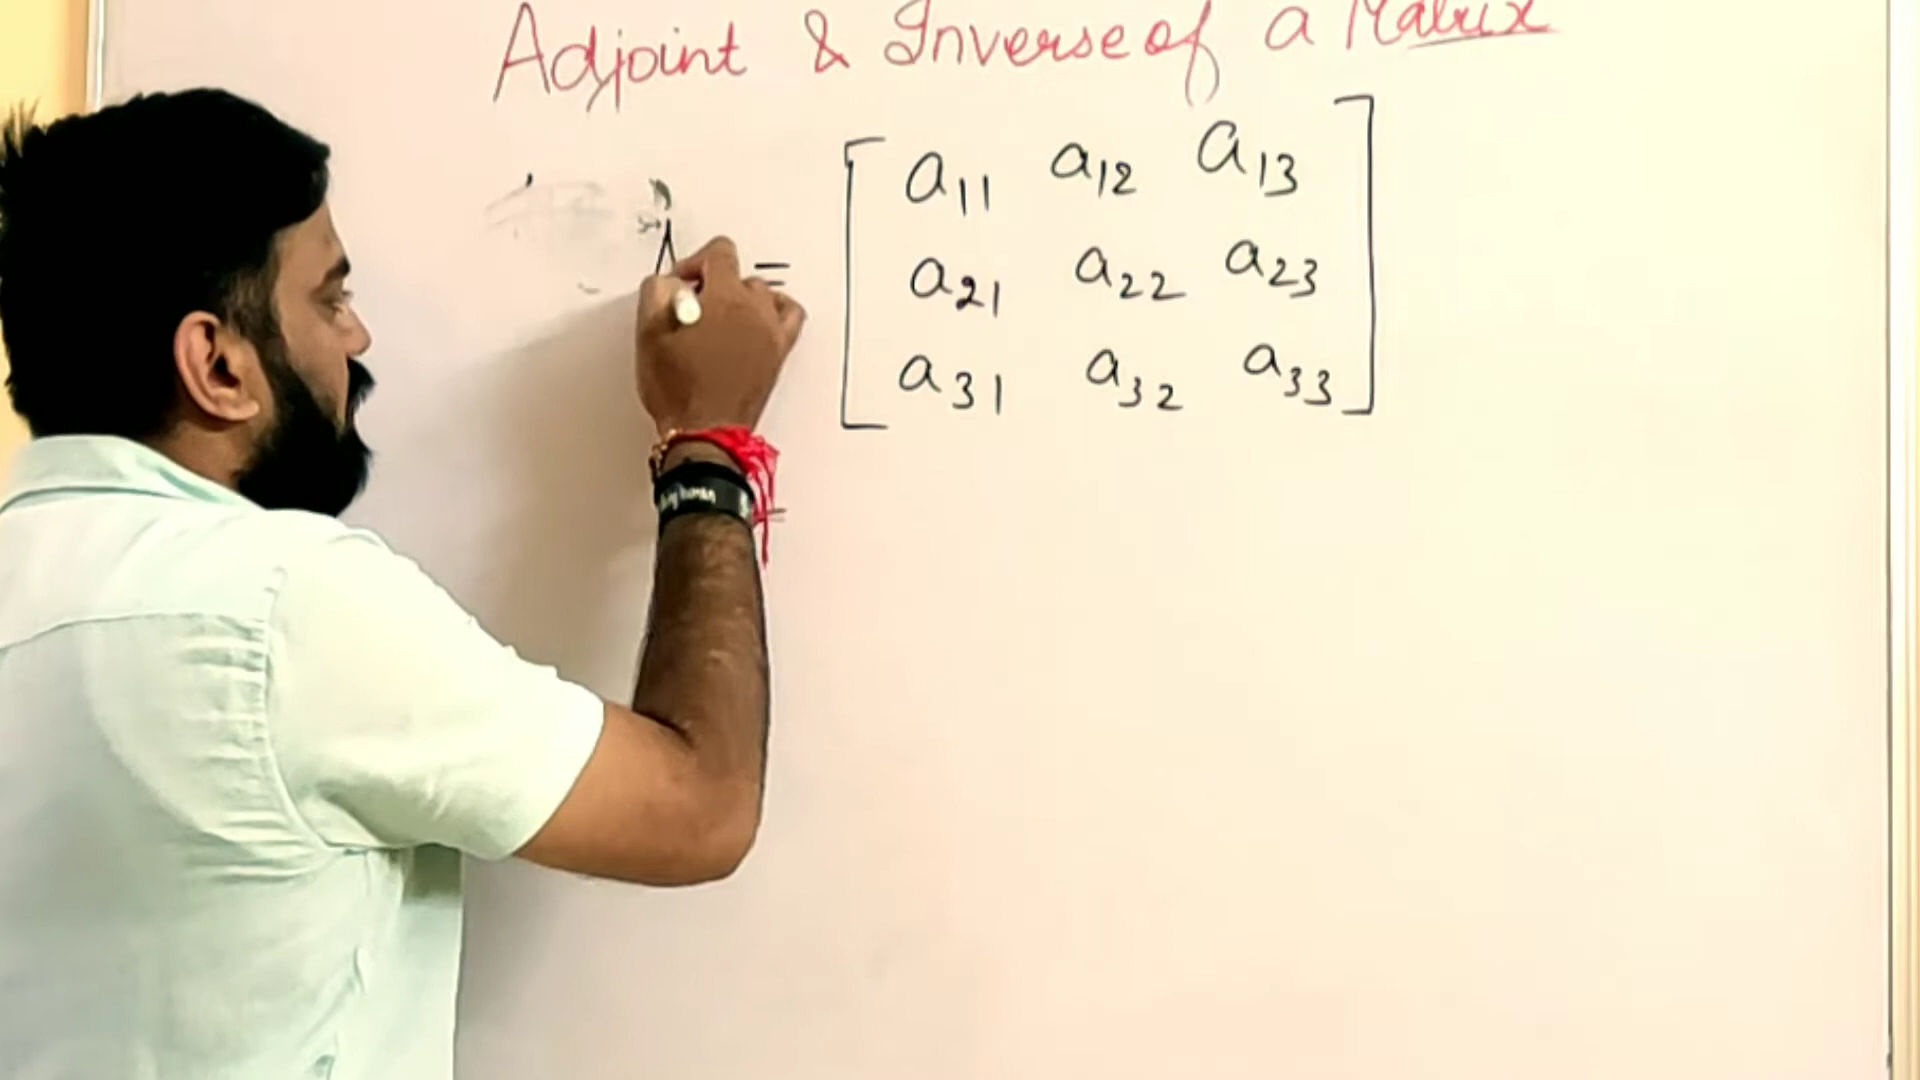 Adjoint & Inverse of a Matrix
A = [ a11 a12 a13
a21 a22 a23
a31 a32 a33 ]
=